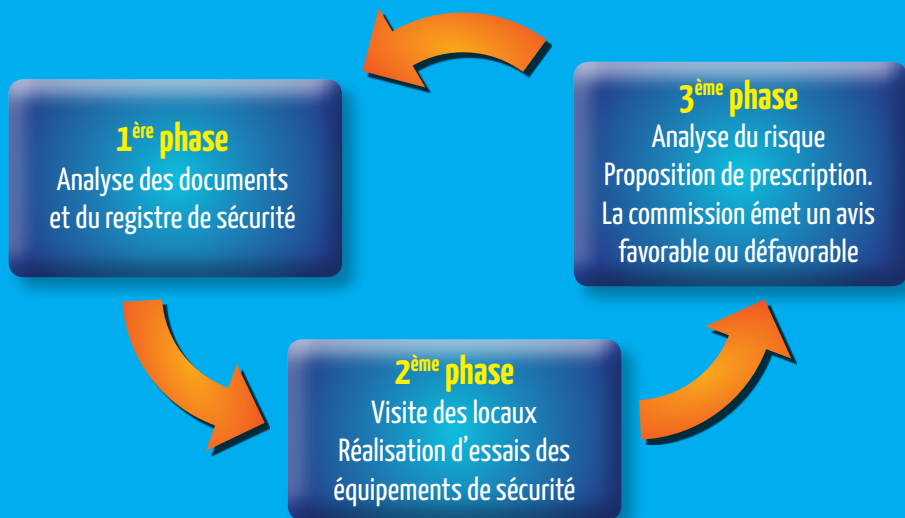 1ère phase
Analyse des documents
et du registre de sécurité
2ème phase
Visite des locaux
Réalisation d'essais des
équipements de sécurité
3ème phase
Analyse du risque
Proposition de prescription.
La commission émet un avis
favorable ou défavorable